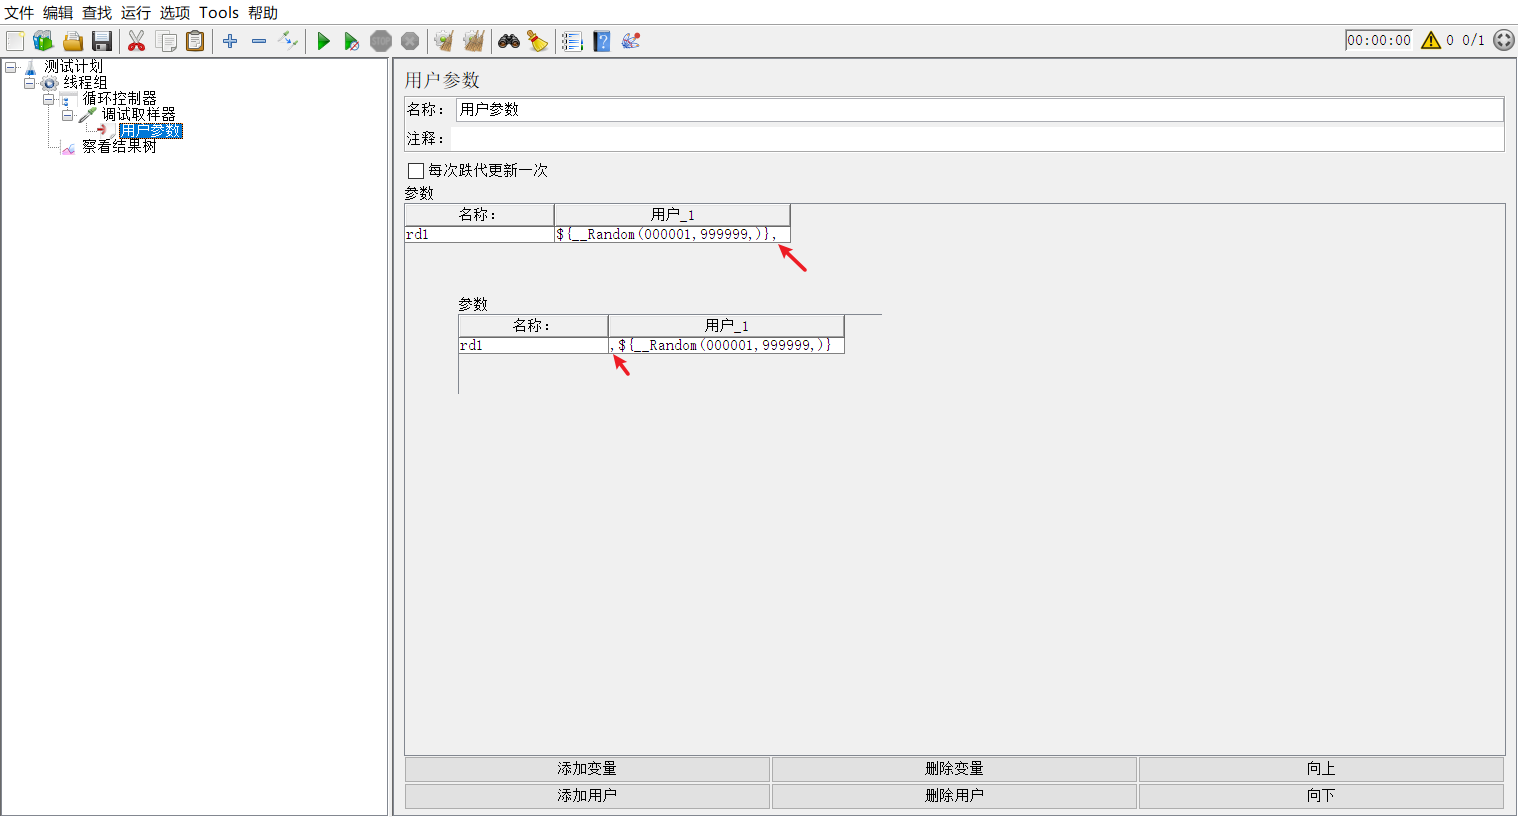 文件 编辑 查找 运行 选项 Tools 帮助
00:00:00 0 0/1
测试计划
线程组
循环控制器
调试取样器
用户参数
察看结果树
用户参数
名称： 用户参数
注释：
每次跌代更新一次
参数
名称： 用户_1
rd1 ${__Random(000001,999999,)},
参数
名称： 用户_1
rd1 ,${__Random(000001,999999,)}
添加变量 删除变量 向上
添加用户 删除用户 向下